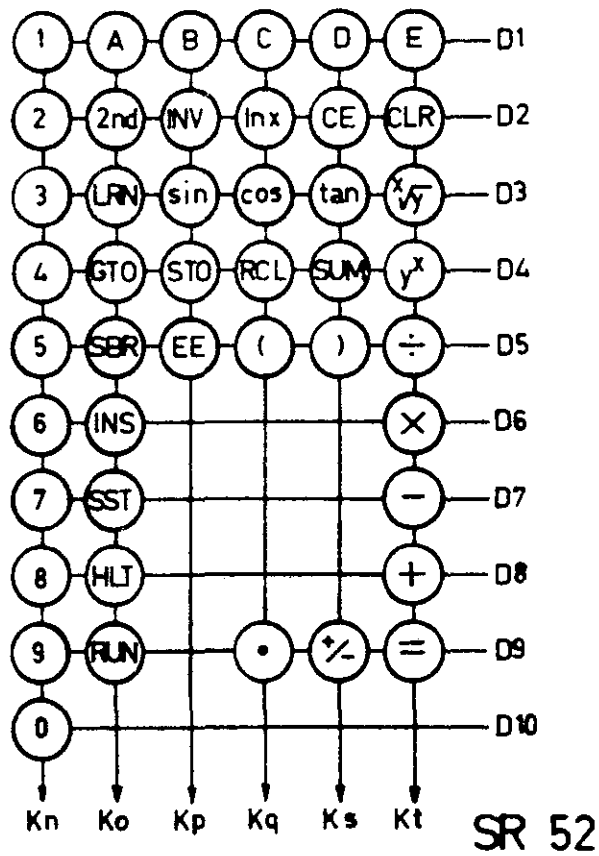 1 A B C D E D1
2 2nd INV lnx CE CLR D2
3 LRN sin cos tan ˣ√y D3
4 GTO STO RCL SUM yˣ D4
5 SBR EE ( ) ÷ D5
6 INS × D6
7 SST − D7
8 HLT + D8
9 RUN • +/− = D9
0 D10
Kn Ko Kp Kq Ks Kt
SR 52